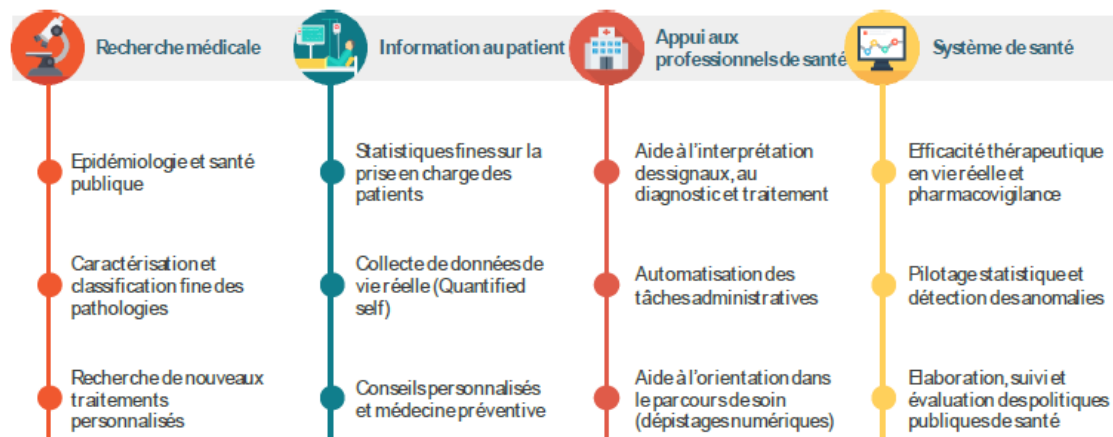 Recherche médicale
Information au patient
Appui aux
professionnels de santé
Système de santé
Epidémiologie et santé
publique
Statistiques fines sur la
prise en charge des
patients
Aide à l'interprétation
des signaux, au
diagnostic et traitement
Efficacité thérapeutique
en vie réelle et
pharmacovigilance
Caractérisation et
classification fine des
pathologies
Collecte de données de
vie réelle (Quantified
self)
Automatisation des
tâches administratives
Pilotage statistique et
détection des anomalies
Recherche de nouveaux
traitements
personnalisés
Conseils personnalisés
et médecine préventive
Aide à l'orientation dans
le parcours de soin
(dépistages numériques)
Elaboration, suivi et
évaluation des politiques
publiques de santé